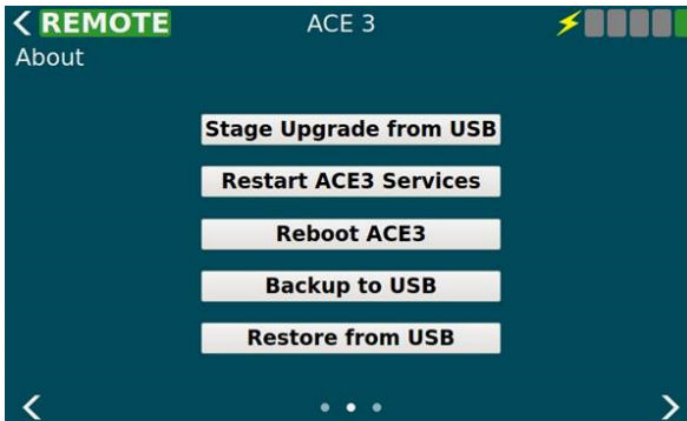 REMOTE ACE 3
About
Stage Upgrade from USB
Restart ACE3 Services
Reboot ACE3
Backup to USB
Restore from USB